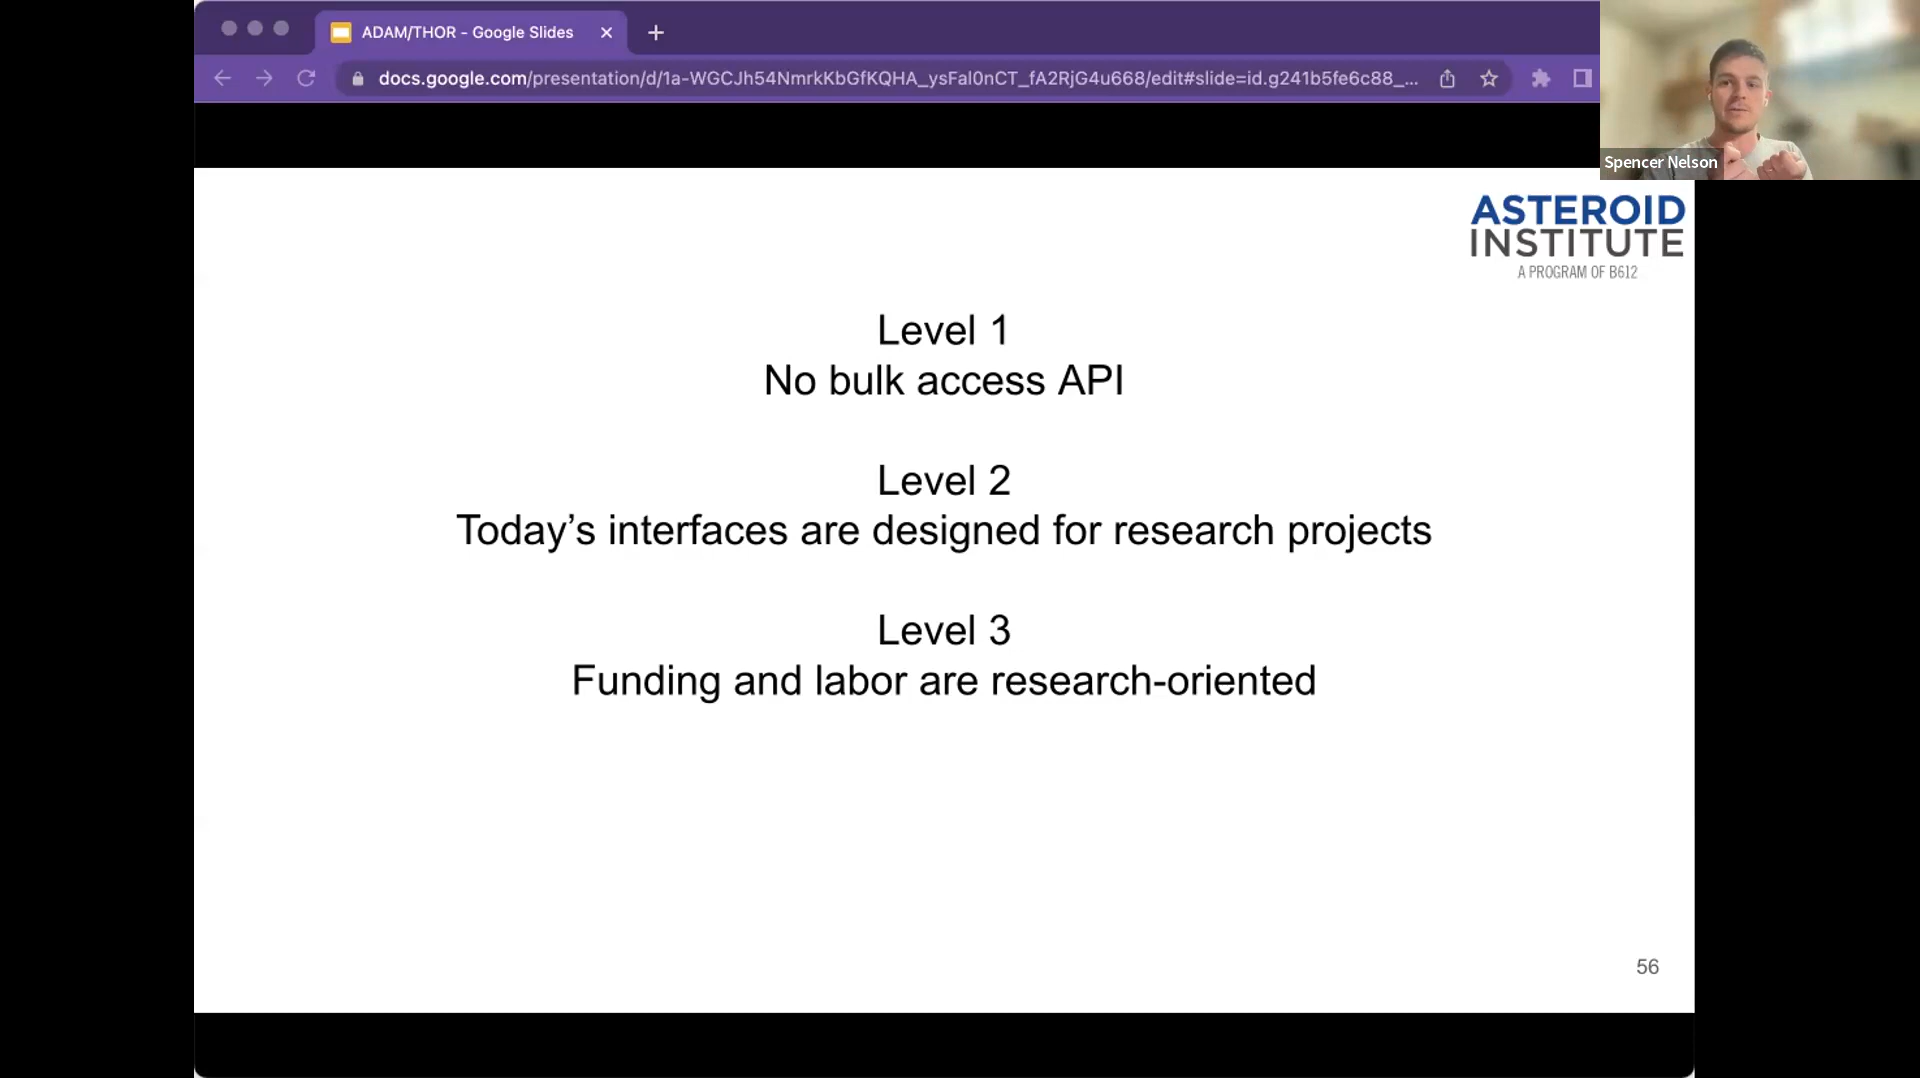 ADAM/THOR - Google Slides
docs.google.com/presentation/d/1a-WGCJh54NmrkKbGfKQHA_ysFal0nCT_fA2RjG4u668/edit#slide=id.g241b5fe6c88_...
Spencer Nelson
ASTEROID
INSTITUTE
A PROGRAM OF B612
Level 1
No bulk access API
Level 2
Today’s interfaces are designed for research projects
Level 3
Funding and labor are research-oriented
56